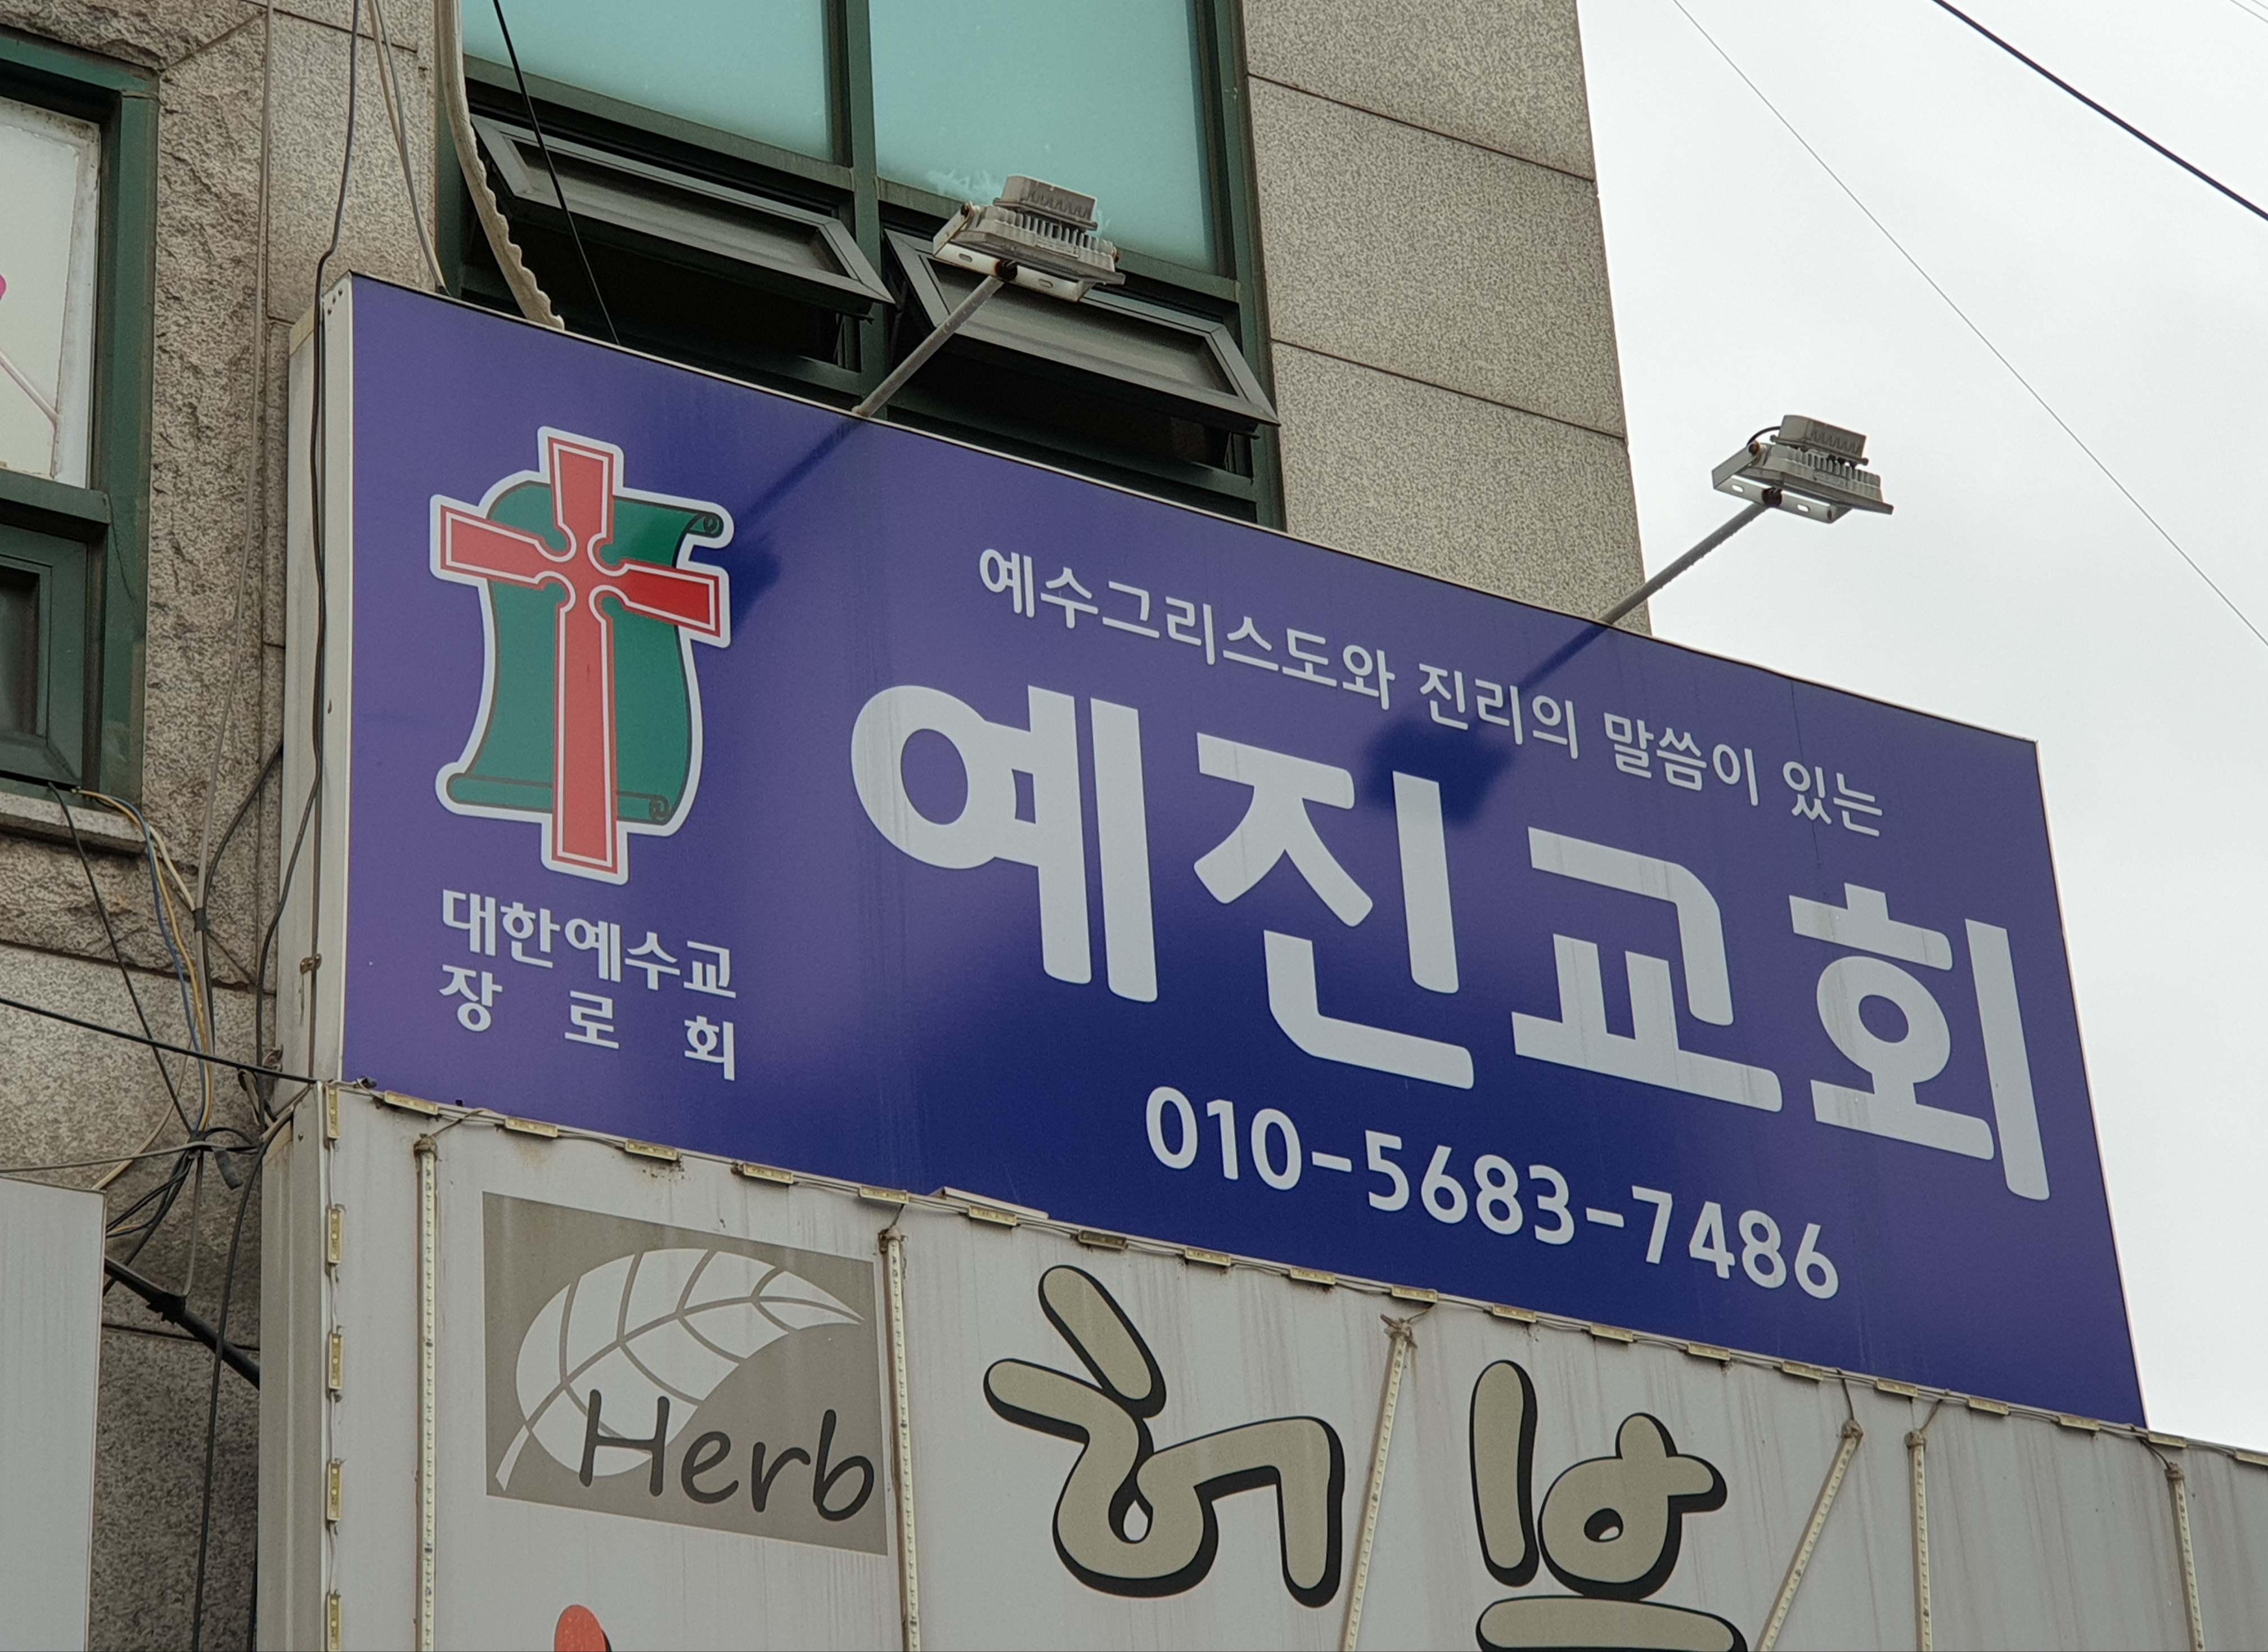 예수그리스도와 진리의 말씀이 있는
예진교회
대한예수교
장로회
010-5683-7486
Herb